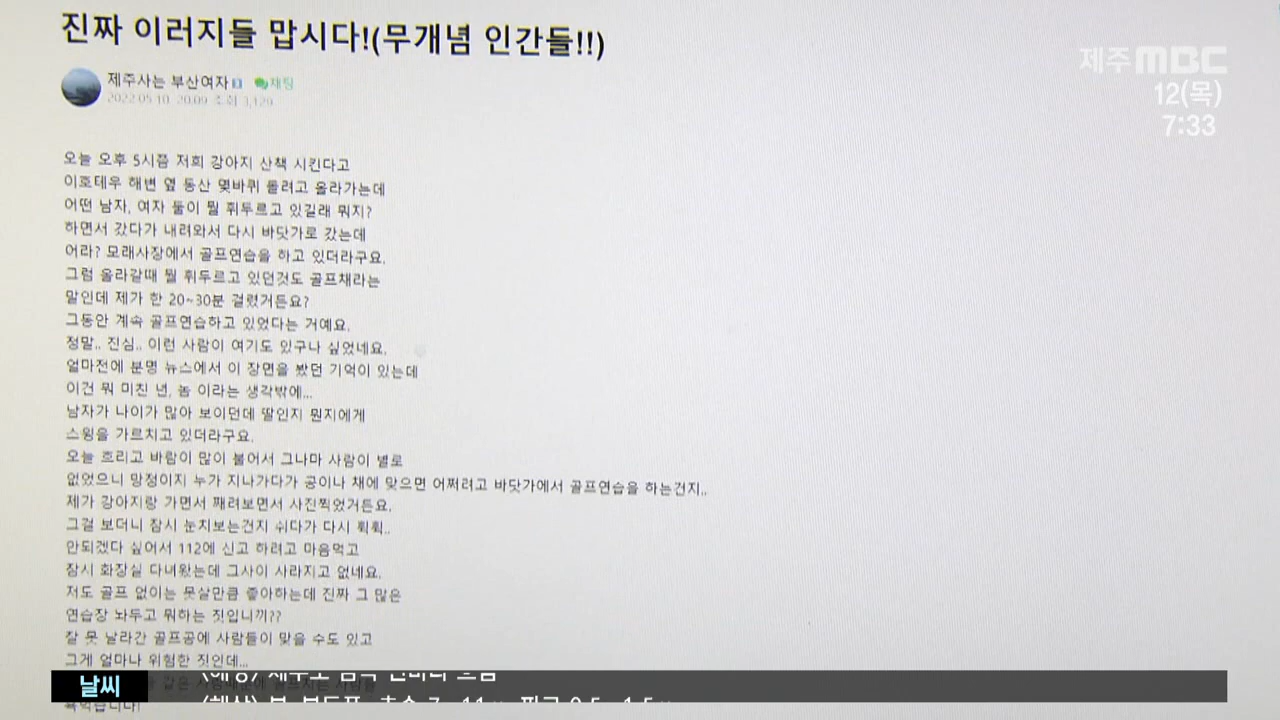 진짜 이러지들 맙시다!(무개념 인간들!!)
제주사는 부산여자 채팅
2022.05.10. 20:09 조회 3,129
제주MBC
12(목)
7:33
오늘 오후 5시쯤 저희 강아지 산책 시킨다고
이호테우 해변 옆 동산 몇바퀴 돌려고 올라가는데
어떤 남자, 여자 둘이 뭘 휘두르고 있길래 뭐지?
하면서 갔다가 내려와서 다시 바닷가로 갔는데
어라? 모래사장에서 골프연습을 하고 있더라구요.
그럼 올라갈때 뭘 휘두르고 있던것도 골프채라는
말인데 제가 한 20~30분 걸렸거든요?
그동안 계속 골프연습하고 있었다는 거예요.
정말.. 진심.. 이런 사람이 여기도 있구나 싶었네요.
얼마전에 분명 뉴스에서 이 장면을 봤던 기억이 있는데
이건 뭐 미친 년, 놈 이라는 생각밖에...
남자가 나이가 많아 보이던데 딸인지 뭔지에게
스윙을 가르치고 있더라구요.
오늘 흐리고 바람이 많이 불어서 그나마 사람이 별로
없었으니 망정이지 누가 지나가다가 공이나 채에 맞으면 어쩌려고 바닷가에서 골프연습을 하는건지..
제가 강아지랑 가면서 째려보면서 사진찍었거든요.
그걸 보더니 잠시 눈치보는건지 쉬다가 다시 휙휙..
안되겠다 싶어서 112에 신고 하려고 마음먹고
잠시 화장실 다녀왔는데 그사이 사라지고 없네요.
저도 골프 없이는 못살만큼 좋아하는데 진짜 그 많은
연습장 놔두고 뭐하는 짓입니끼??
잘 못 날라간 골프공에 사람들이 맞을 수도 있고
그게 얼마나 위험한 짓인데...
날씨
욕먹습니다!